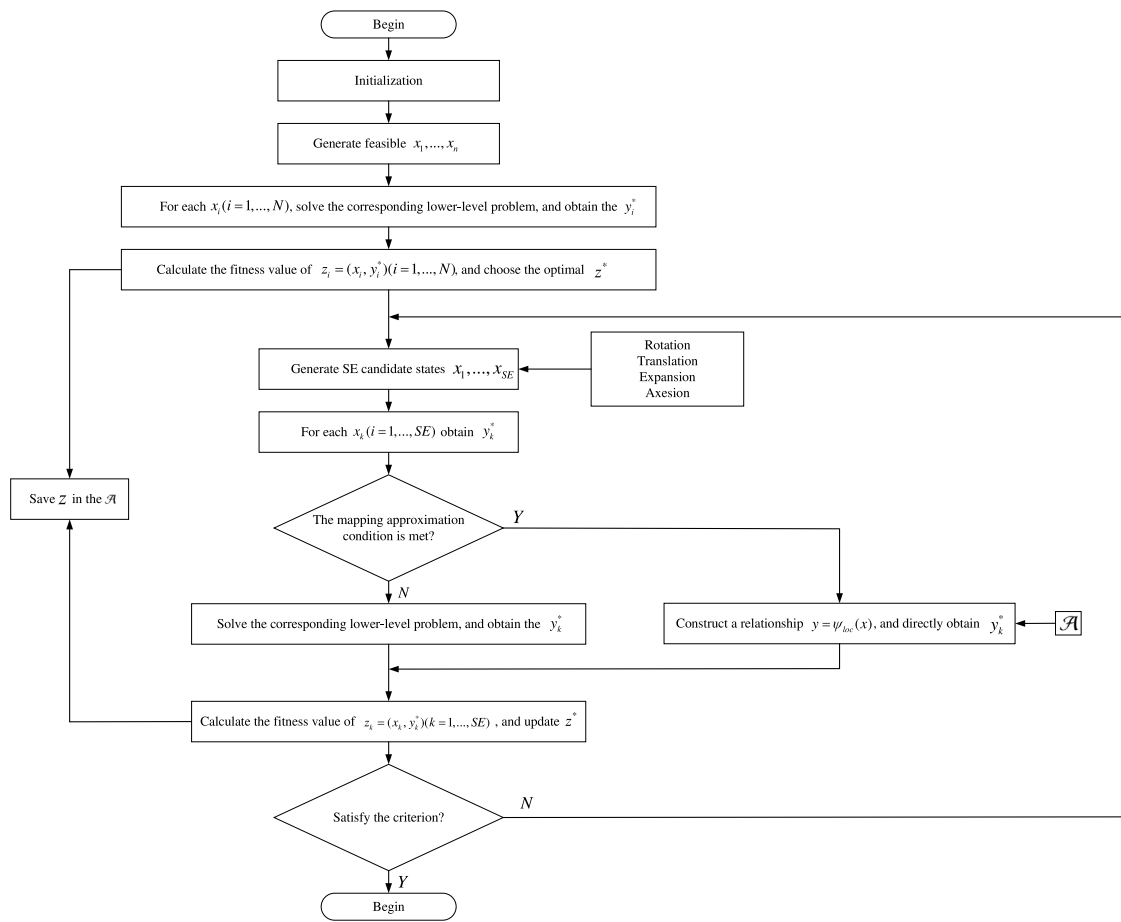 Begin
Initialization
Generate feasible x₁,...,xₙ
For each xᵢ(i=1,...,N), solve the corresponding lower-level problem, and obtain the yᵢ*
Calculate the fitness value of zᵢ=(xᵢ, yᵢ*)(i=1,...,N), and choose the optimal z*
Generate SE candidate states x₁,...,x_SE
Rotation
Translation
Expansion
Axesion
For each xₖ(i=1,...,SE) obtain yₖ*
Save z in the 𝒜
The mapping approximation
condition is met?
Y
N
Solve the corresponding lower-level problem, and obtain the yₖ*
Construct a relationship y=ψ_loc(x), and directly obtain yₖ*
𝒜
Calculate the fitness value of zₖ=(xₖ, yₖ*)(k=1,...,SE) , and update z*
Satisfy the criterion?
N
Y
Begin